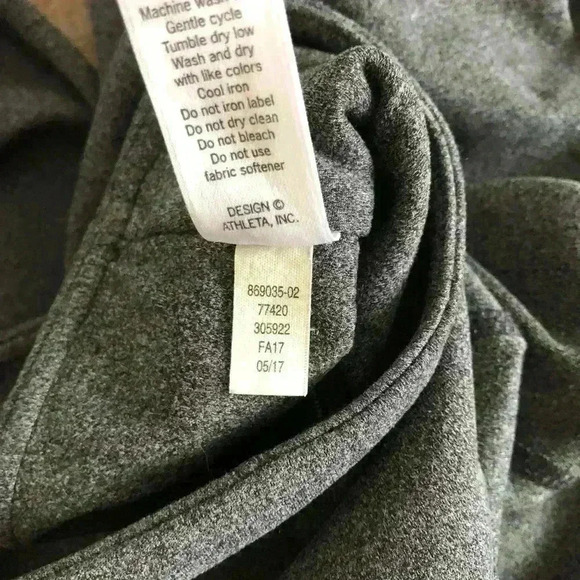 Machine wash
Gentle cycle
Tumble dry low
Wash and dry
with like colors
Cool iron
Do not iron label
Do not dry clean
Do not bleach
Do not use
fabric softener
DESIGN ©
ATHLETA, INC.
869035-02
77420
305922
FA17
05/17